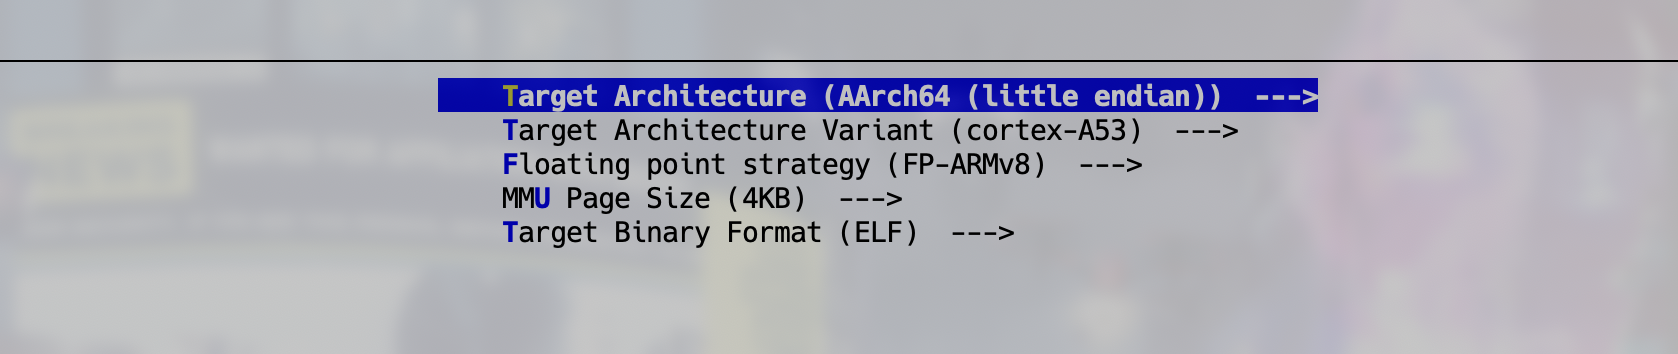 Target Architecture (AArch64 (little endian))  --->
Target Architecture Variant (cortex-A53)  --->
Floating point strategy (FP-ARMv8)  --->
MMU Page Size (4KB)  --->
Target Binary Format (ELF)  --->